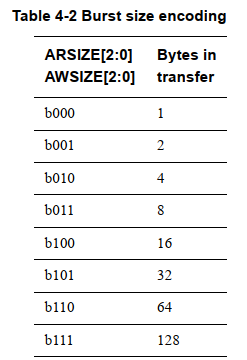 Table 4-2 Burst size encoding
ARSIZE[2:0] Bytes in
AWSIZE[2:0] transfer
b000 1
b001 2
b010 4
b011 8
b100 16
b101 32
b110 64
b111 128